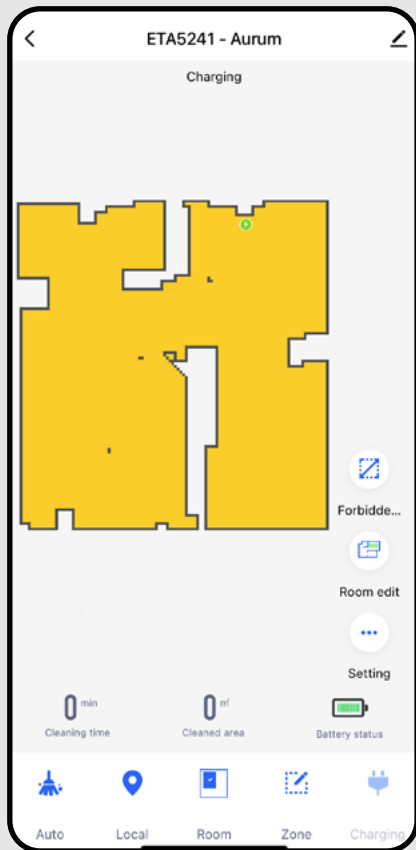 ETA5241 - Aurum
Charging
Forbidde...
Room edit
Setting
0 min
0 ㎡
Cleaning time
Cleaned area
Battery status
Auto
Local
Room
Zone
Charging